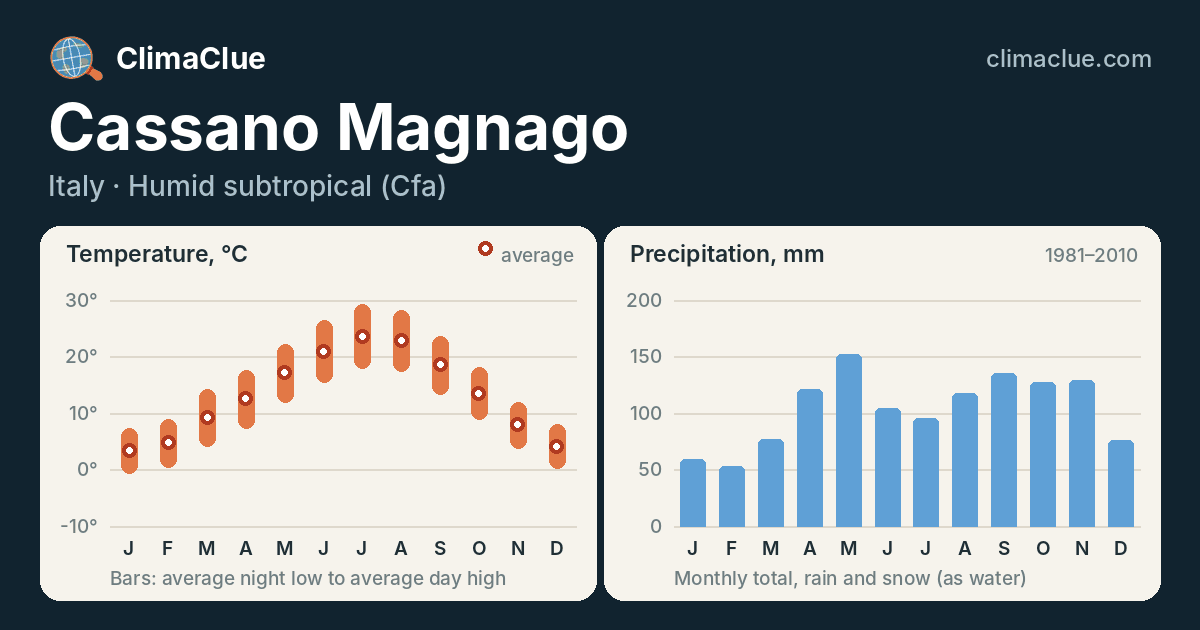 ClimaClue
climaclue.com
Cassano Magnago
Italy · Humid subtropical (Cfa)
Temperature, °C
average
30°
20°
10°
0°
-10°
J F M A M J J A S O N D
Bars: average night low to average day high
Precipitation, mm
1981–2010
200
150
100
50
0
J F M A M J J A S O N D
Monthly total, rain and snow (as water)